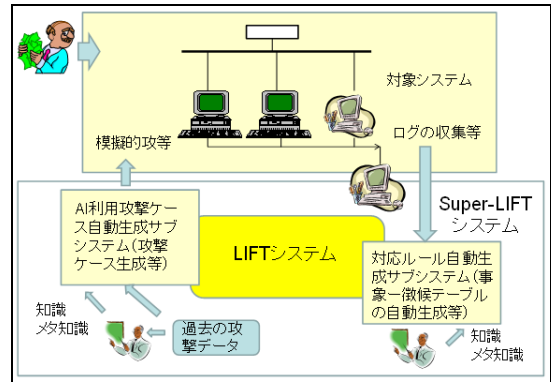 対象システム
模擬的攻等
ログの収集等
AI利用攻撃ケー
ス自動生成サブ
システム(攻撃
ケース生成等)
LIFTシステム
Super-LIFT
システム
対応ルール自動生
成サブシステム(事
象ー徴候テーブル
の自動生成等)
知識
メタ知識
過去の攻
撃データ
知識
メタ知識